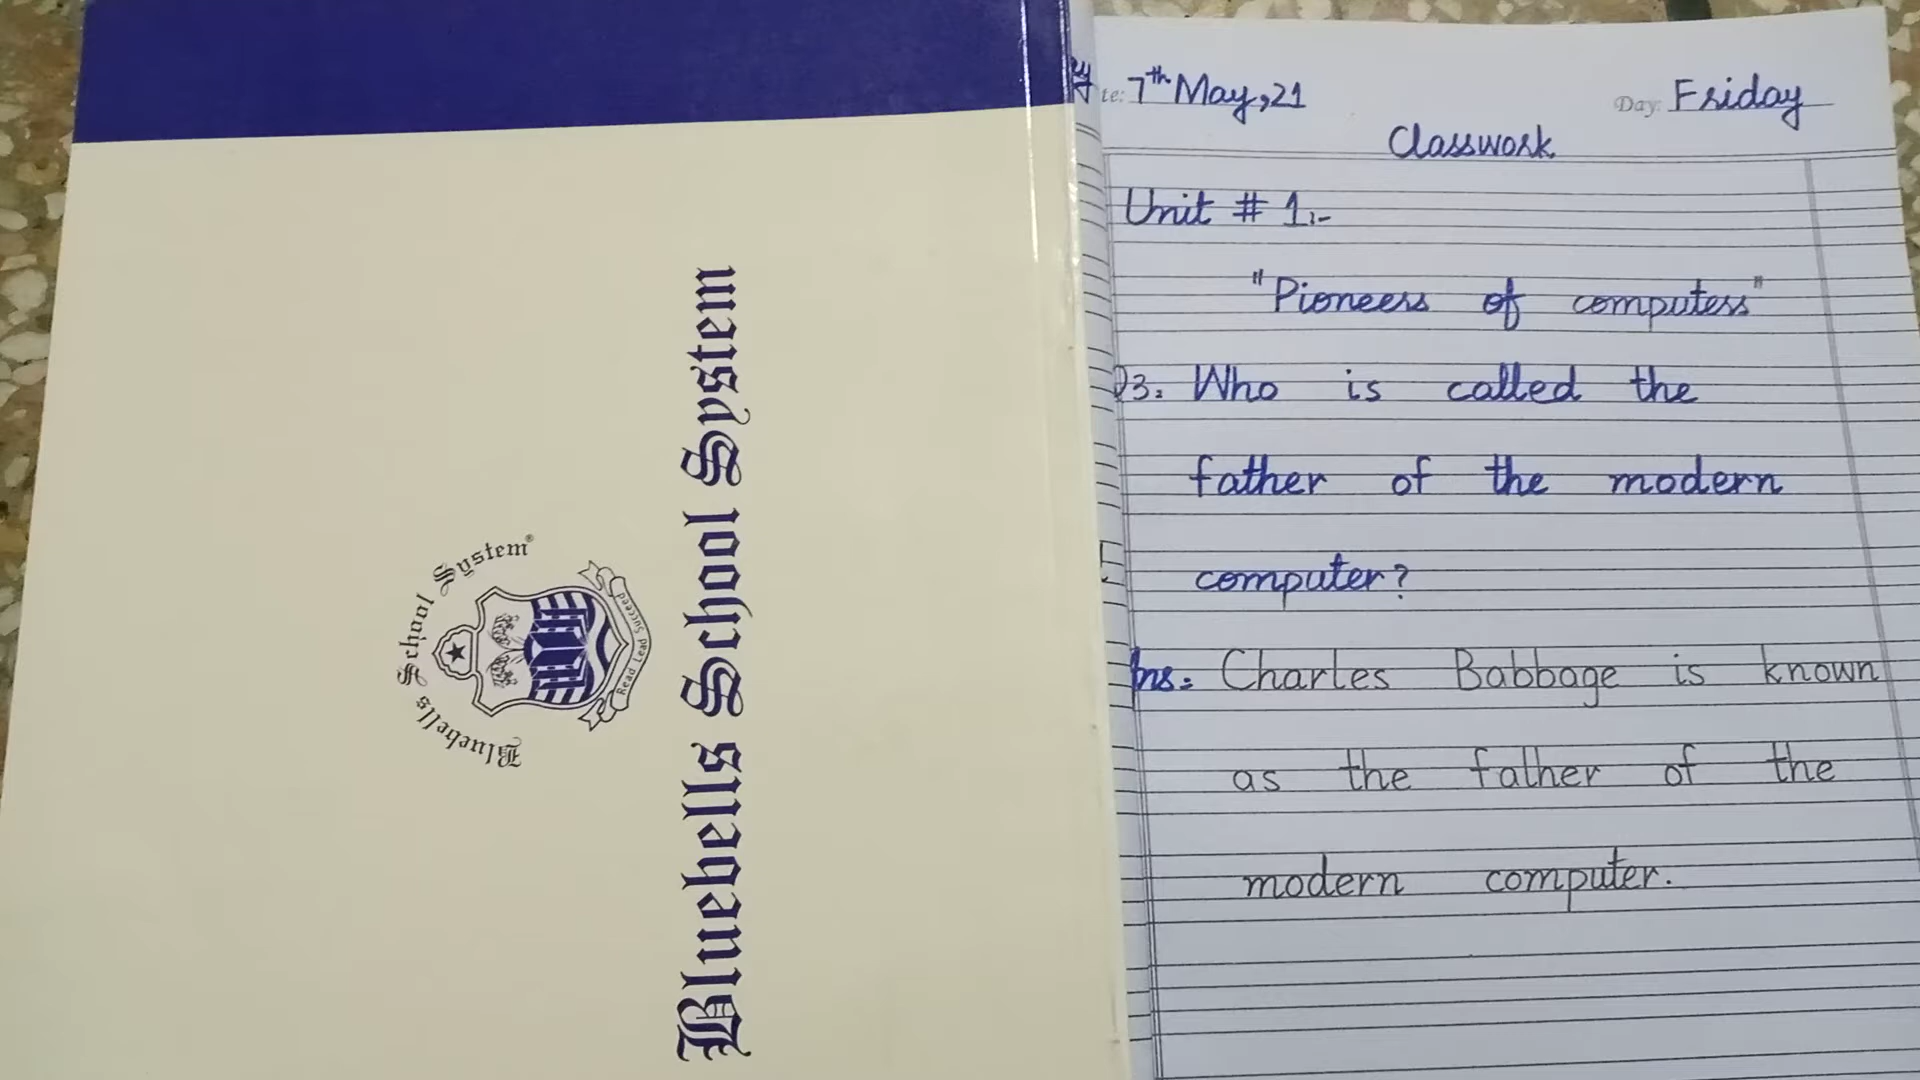 Bluebells School System
Bluebells School System
Read Lead Succeed
te: 7th May, 21
Day: Friday
Classwork
Unit # 1:-
"Pioneers of computers"
Q3: Who is called the
father of the modern
computer?
Ans: Charles Babbage is known
as the father of the
modern computer.